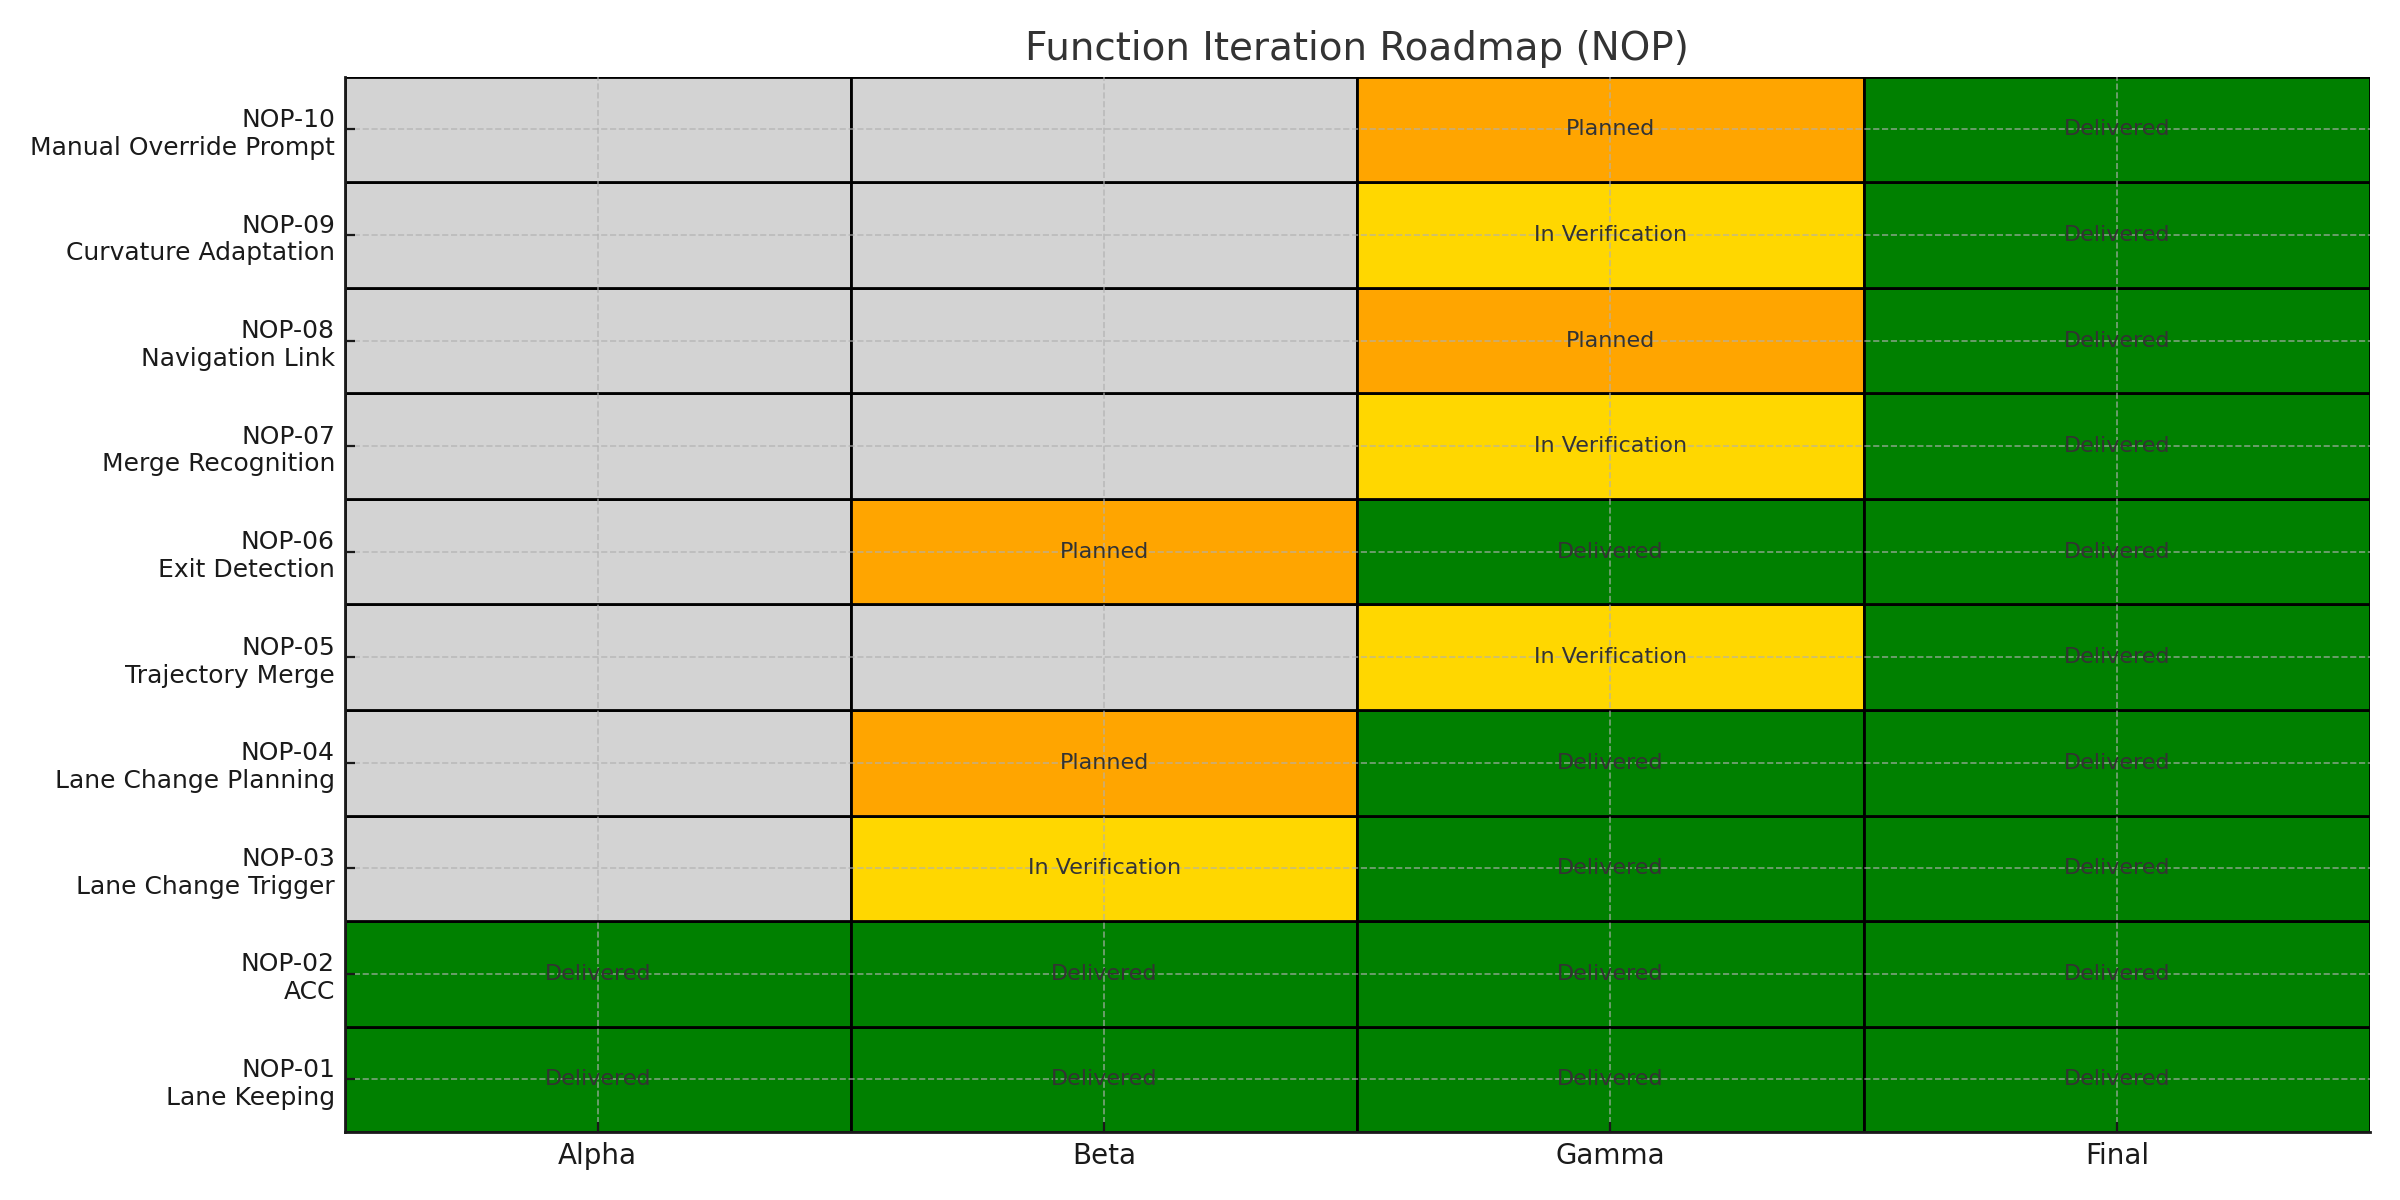 Function Iteration Roadmap (NOP)
NOP-10
Manual Override Prompt
Planned
Delivered
NOP-09
Curvature Adaptation
In Verification
Delivered
NOP-08
Navigation Link
Planned
Delivered
NOP-07
Merge Recognition
In Verification
Delivered
NOP-06
Exit Detection
Planned
Delivered
Delivered
NOP-05
Trajectory Merge
In Verification
Delivered
NOP-04
Lane Change Planning
Planned
Delivered
Delivered
NOP-03
Lane Change Trigger
In Verification
Delivered
Delivered
NOP-02
ACC
Delivered
Delivered
Delivered
Delivered
NOP-01
Lane Keeping
Delivered
Delivered
Delivered
Delivered
Alpha
Beta
Gamma
Final